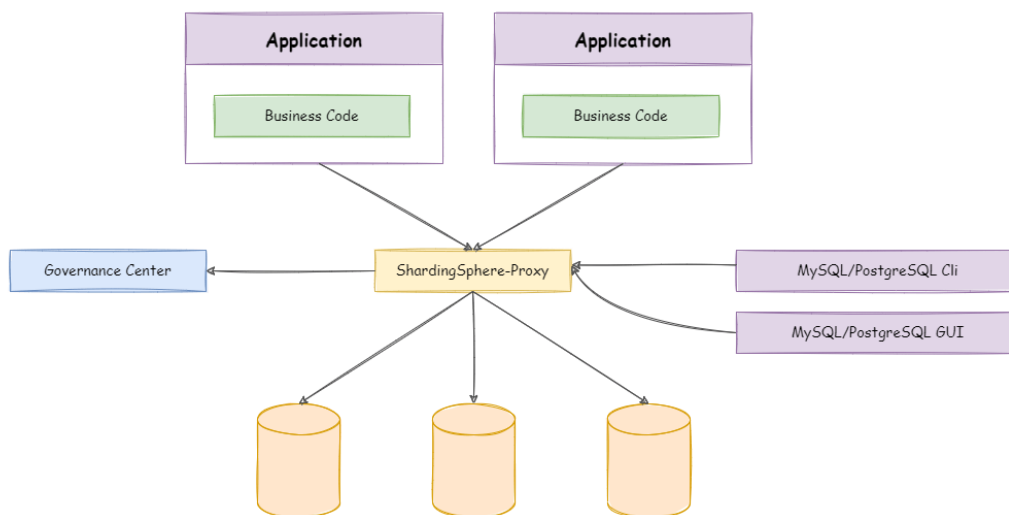 Application
Application
Business Code
Business Code
Governance Center
ShardingSphere-Proxy
MySQL/PostgreSQL Cli
MySQL/PostgreSQL GUI